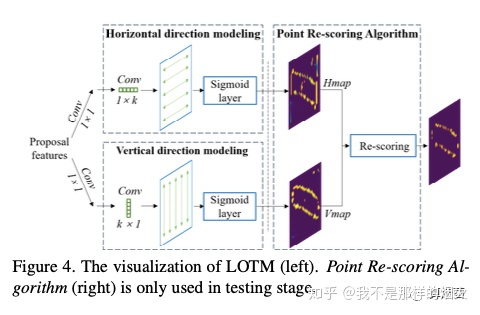 Horizontal direction modeling
Point Re-scoring Algorithm
Conv
1×1
Conv
1×k
Sigmoid
layer
Hmap
Proposal
features
Re-scoring
Vertical direction modeling
Conv
1×1
Conv
k×1
Sigmoid
layer
Vmap
Figure 4. The visualization of LOTM (left). Point Re-scoring Al-
gorithm (right) is only used in testing stage.
知乎 @我不是那样的